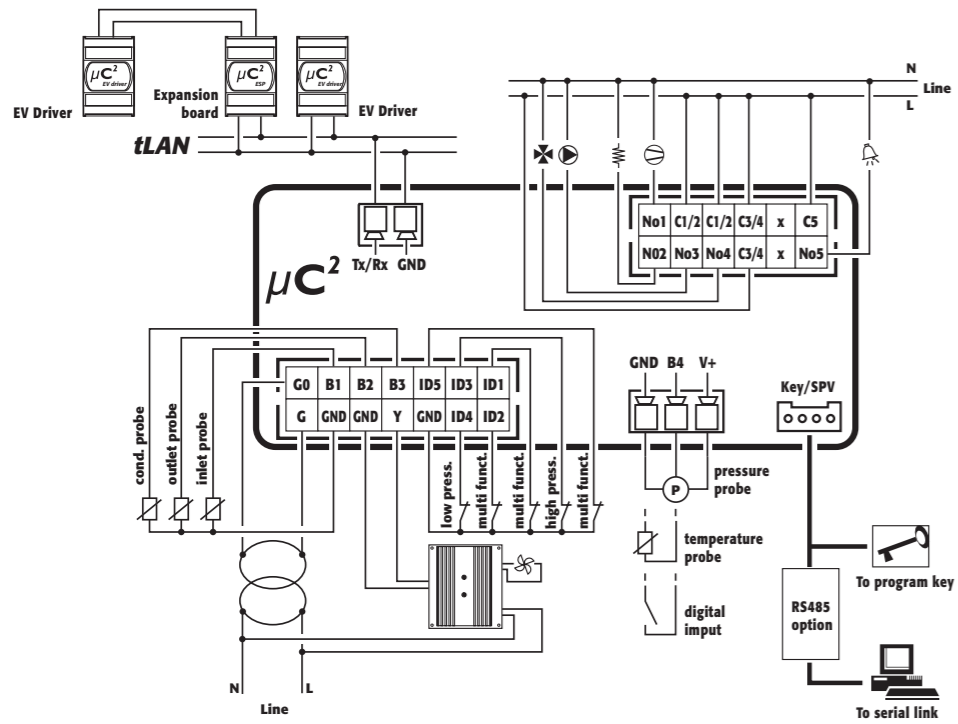 µC²
EV driver
µC²
ESP
µC²
EV driver
EV Driver
Expansion
board
EV Driver
tLAN
N
Line
L
No1 C1/2 C1/2 C3/4 x C5
N02 No3 No4 C3/4 x No5
Tx/Rx GND
µC²
G0 B1 B2 B3 ID5 ID3 ID1
G GND GND Y GND ID4 ID2
GND B4 V+
Key/SPV
cond. probe
outlet probe
inlet probe
low press.
multi funct.
multi funct.
high press.
multi funct.
pressure
probe
P
temperature
probe
digital
imput
To program key
RS485
option
To serial link
N
L
Line